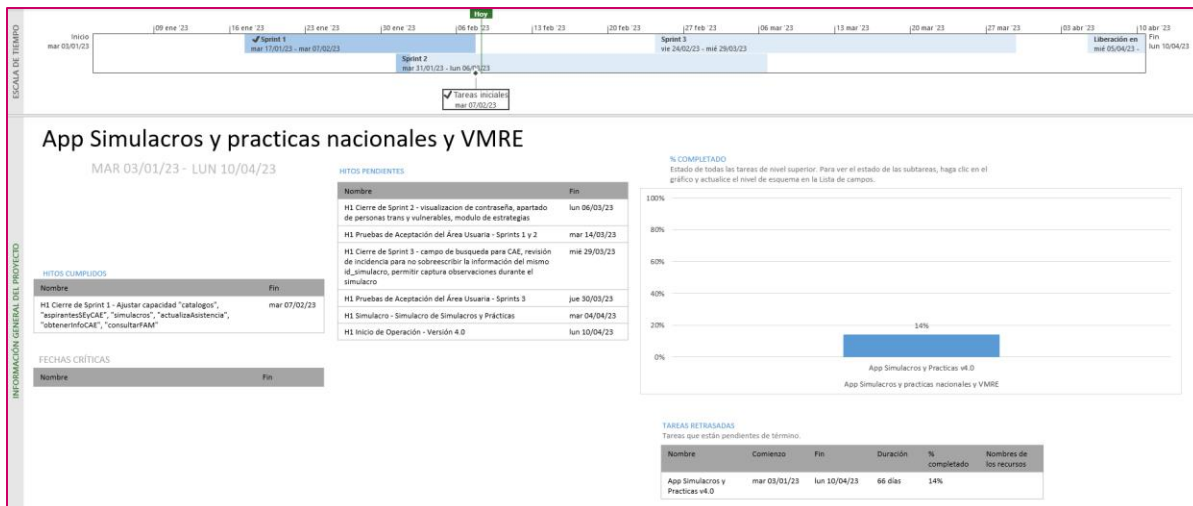 ESCALA DE TIEMPO
Hoy
09 ene '23 16 ene '23 23 ene '23 30 ene '23 06 feb '23 13 feb '23 20 feb '23 27 feb '23 06 mar '23 13 mar '23 20 mar '23 27 mar '23 03 abr '23 10 abr '23
Inicio
mar 03/01/23
Sprint 1
mar 17/01/23 - mar 07/02/23
Sprint 2
mar 31/01/23 - lun 06/03/23
Sprint 3
vie 24/02/23 - mié 29/03/23
Liberación en
mié 05/04/23 -
Fin
lun 10/04/23
Tareas iniciales
mar 07/02/23
INFORMACIÓN GENERAL DEL PROYECTO
App Simulacros y practicas nacionales y VMRE
MAR 03/01/23 - LUN 10/04/23
HITOS CUMPLIDOS
Nombre Fin
H1 Cierre de Sprint 1 - Ajustar capacidad "catalogos", mar 07/02/23
"aspirantesSEyCAE", "simulacros", "actualizaAsistencia",
"obtenerInfoCAE", "consultarFAM"
FECHAS CRÍTICAS
Nombre Fin
HITOS PENDIENTES
Nombre Fin
H1 Cierre de Sprint 2 - visualizacion de contraseña, apartado lun 06/03/23
de personas trans y vulnerables, modulo de estrategias
H1 Pruebas de Aceptación del Área Usuaria - Sprints 1 y 2 mar 14/03/23
H1 Cierre de Sprint 3 - campo de busqueda para CAE, revisión mié 29/03/23
de incidencia para no sobreescribir la información del mismo
id_simulacro, permitir captura observaciones durante el
simulacro
H1 Pruebas de Aceptación del Área Usuaria - Sprints 3 jue 30/03/23
H1 Simulacro - Simulacro de Simulacros y Prácticas mar 04/04/23
H1 Inicio de Operación - Versión 4.0 lun 10/04/23
% COMPLETADO
Estado de todas las tareas de nivel superior. Para ver el estado de las subtareas, haga clic en el
gráfico y actualice el nivel de esquema en la Lista de campos.
100%
80%
60%
40%
20%
0%
14%
App Simulacros y Practicas v4.0
App Simulacros y practicas nacionales y VMRE
TAREAS RETRASADAS
Tareas que están pendientes de término.
Nombre Comienzo Fin Duración % completado Nombres de los recursos
App Simulacros y mar 03/01/23 lun 10/04/23 66 días 14%
Practicas v4.0